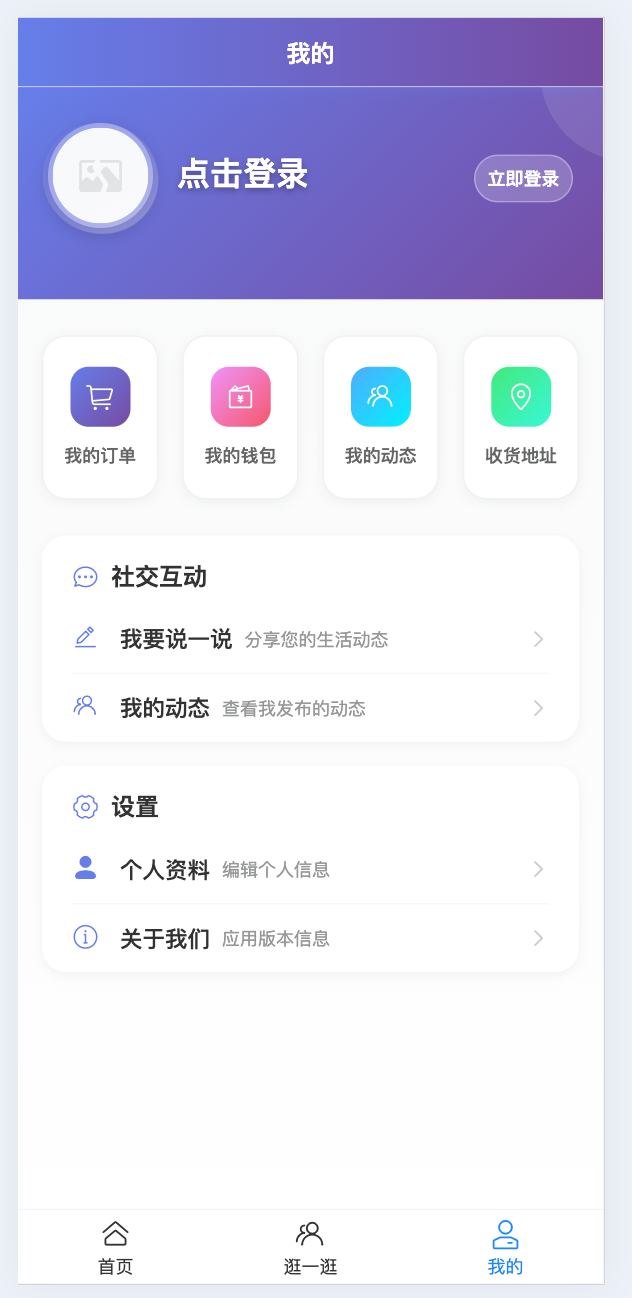 我的
点击登录
立即登录
我的订单
我的钱包
我的动态
收货地址
社交互动
我要说一说 分享您的生活动态
我的动态 查看我发布的动态
设置
个人资料 编辑个人信息
关于我们 应用版本信息
首页
逛一逛
我的